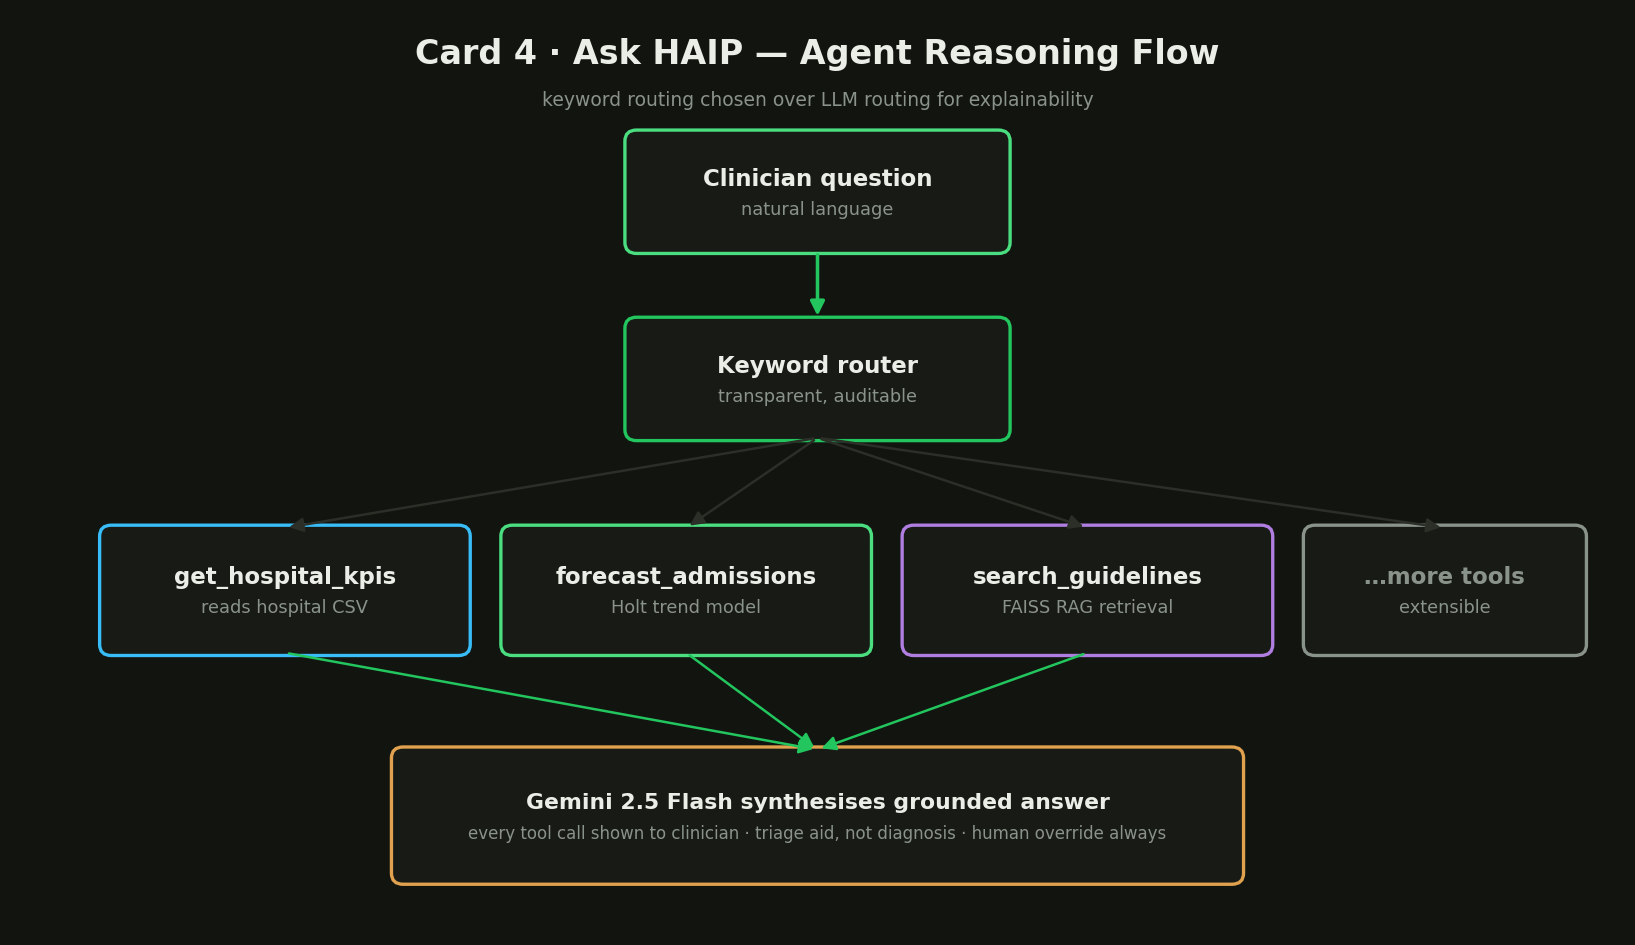 Card 4 · Ask HAIP — Agent Reasoning Flow
keyword routing chosen over LLM routing for explainability
Clinician question
natural language
Keyword router
transparent, auditable
get_hospital_kpis
reads hospital CSV
forecast_admissions
Holt trend model
search_guidelines
FAISS RAG retrieval
...more tools
extensible
Gemini 2.5 Flash synthesises grounded answer
every tool call shown to clinician · triage aid, not diagnosis · human override always